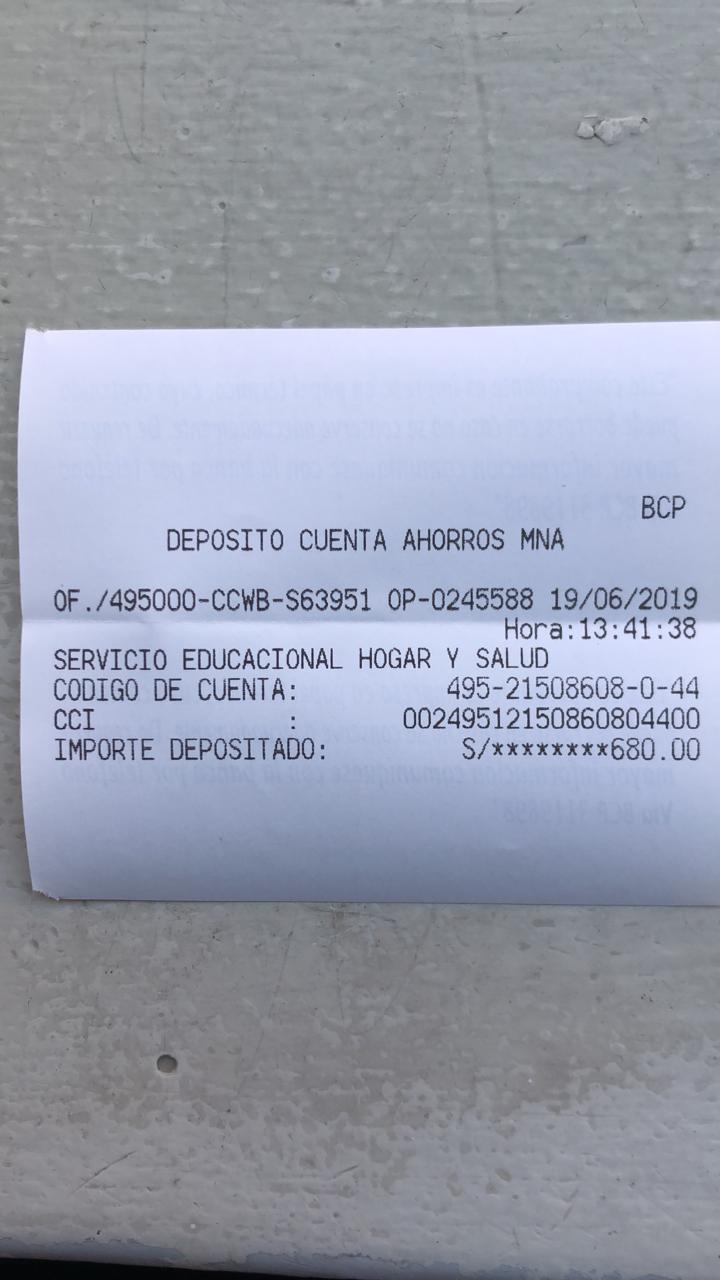 BCP
DEPOSITO CUENTA AHORROS MNA
OF./495000-CCWB-S63951 OP-0245588 19/06/2019
Hora:13:41:38
SERVICIO EDUCACIONAL HOGAR Y SALUD
CODIGO DE CUENTA: 495-21508608-0-44
CCI : 00249512150860804400
IMPORTE DEPOSITADO: S/********680.00